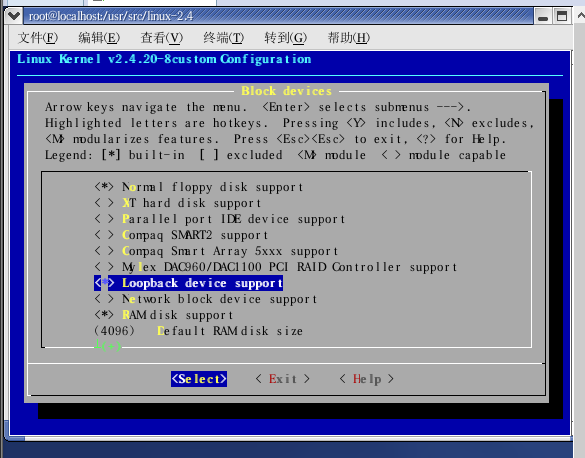 root@localhost:/usr/src/linux-2.4
文件(F) 编辑(E) 查看(V) 终端(T) 转到(G) 帮助(H)
Linux Kernel v2.4.20-8custom Configuration
Block devices
Arrow keys navigate the menu. <Enter> selects submenus --->.
Highlighted letters are hotkeys. Pressing <Y> includes, <N> excludes,
<M> modularizes features. Press <Esc><Esc> to exit, <?> for Help.
Legend: [*] built-in [ ] excluded <M> module < > module capable
<*> Normal floppy disk support
< > XT hard disk support
< > Parallel port IDE device support
< > Compaq SMART2 support
< > Compaq Smart Array 5xxx support
< > Mylex DAC960/DAC1100 PCI RAID Controller support
<*> Loopback device support
< > Network block device support
<*> RAM disk support
(4096) Default RAM disk size
(+)
<Select> < Exit > < Help >